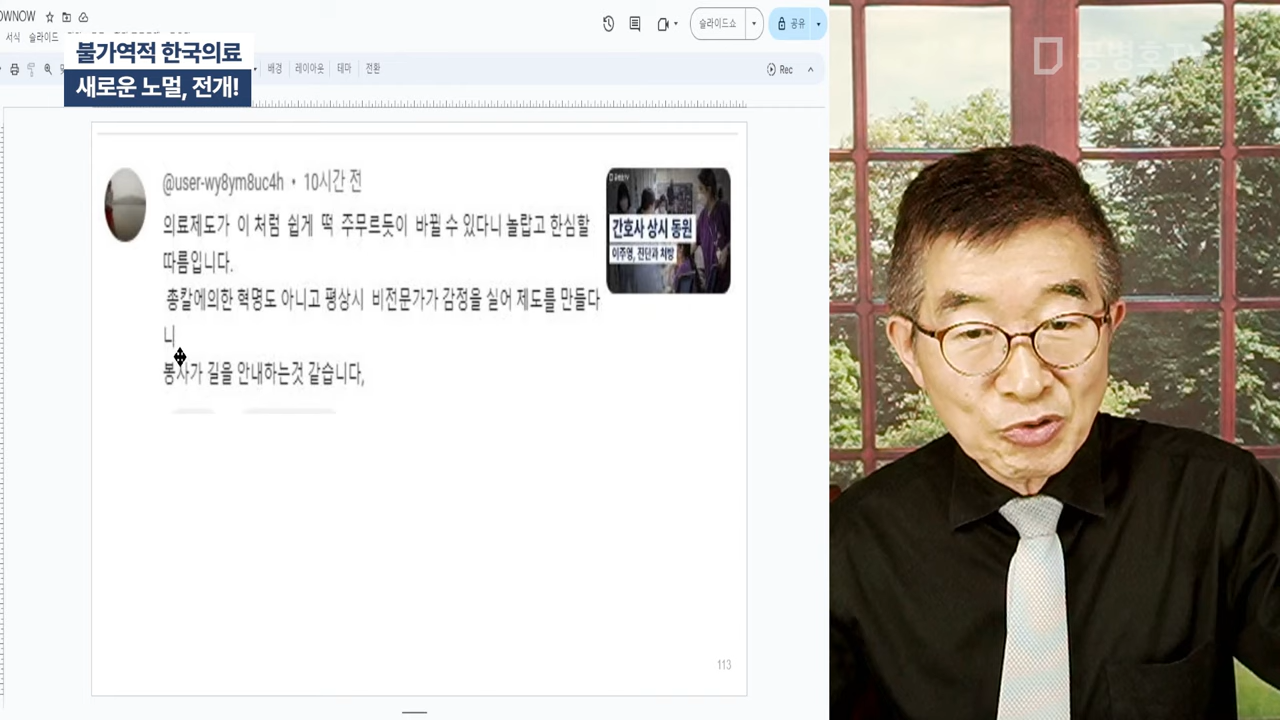 OWNOW
서식 슬라이드
슬라이드쇼
공유
불가역적 한국의료
새로운 노멀, 전개!
배경 레이아웃 테마 전환
Rec
공병호TV
@user-wy8ym8uc4h • 10시간 전
의료제도가 이 처럼 쉽게 떡 주무르듯이 바뀔 수 있다니 놀랍고 한심할
따름입니다.
총칼에의한 혁명도 아니고 평상시 비전문가가 감정을 실어 제도를 만들다
니
봉사가 길을 안내하는것 같습니다,
간호사 상시 동원
이주영, 진단과 처방
113